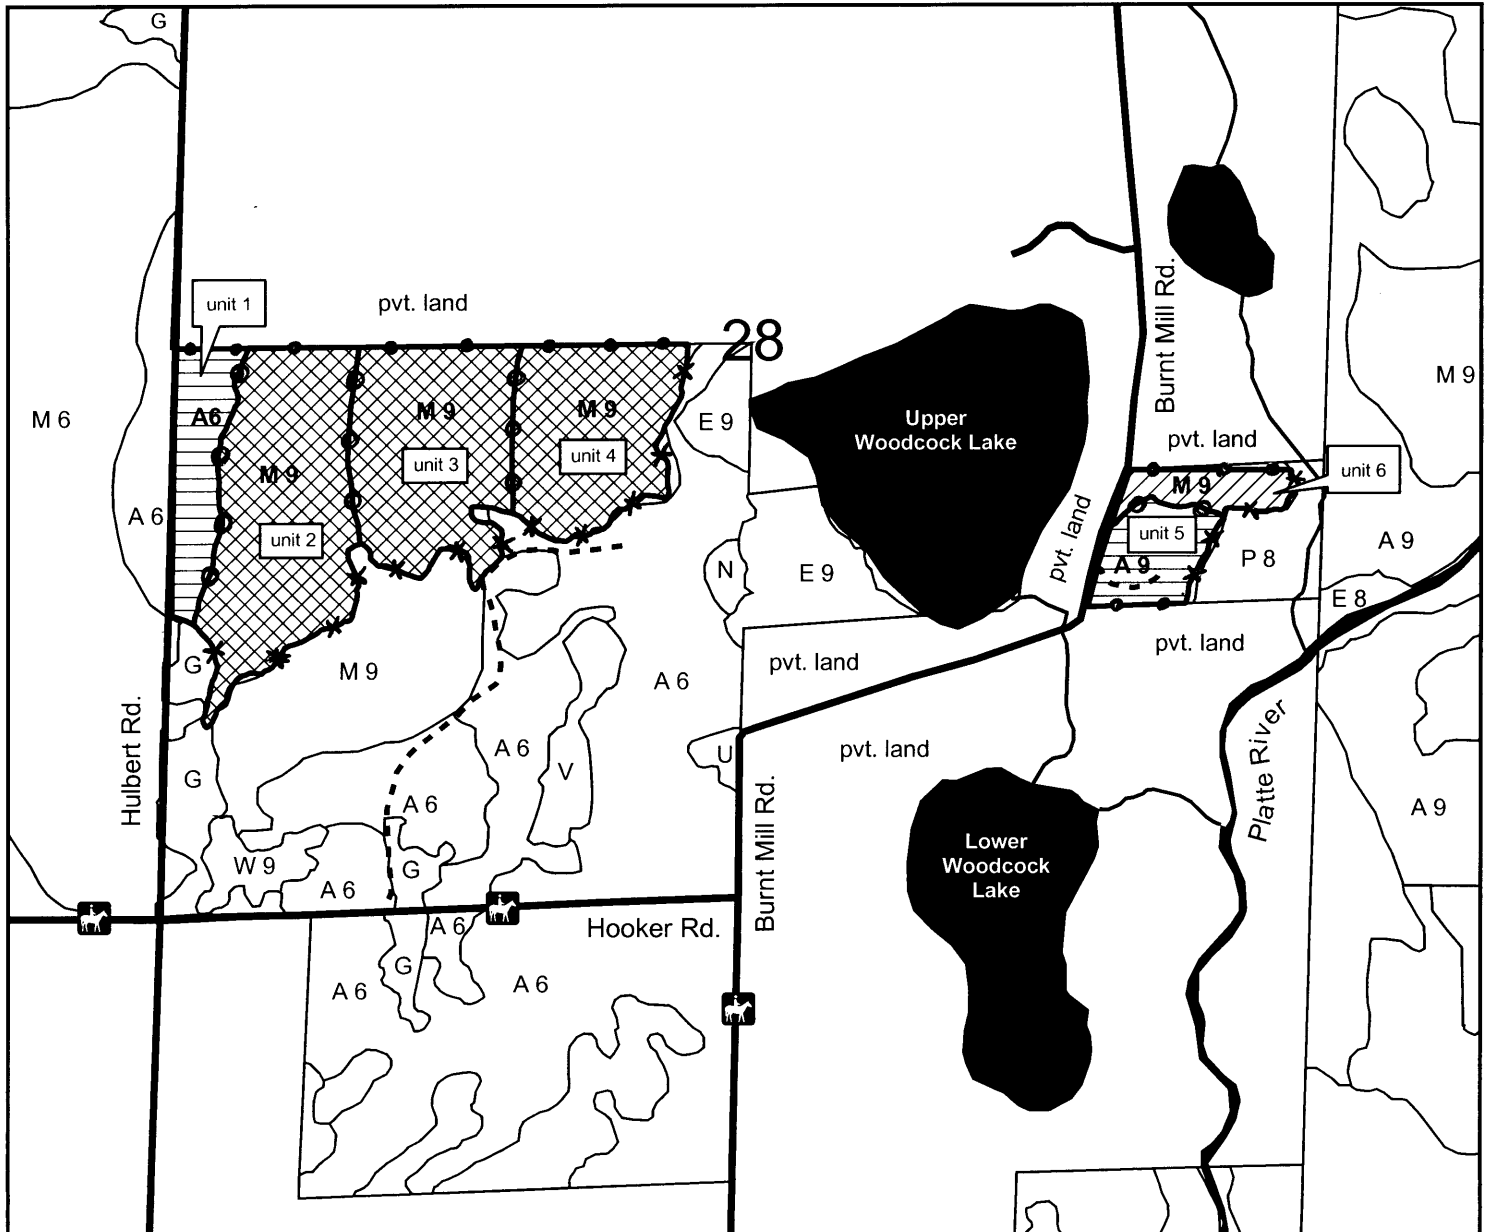 G
unit 1
pvt. land
28
Burnt Mill Rd.
M 6
A6
M 9
M 9
E 9
Upper
Woodcock Lake
pvt. land
M 9
unit 3
unit 4
unit 6
M 9
M 9
A 6
unit 2
pvt. land
unit 5
A 9
P 8
A 9
N
E 9
E 8
G
M 9
A 6
pvt. land
pvt. land
Hulbert Rd.
G
A 6
V
U
pvt. land
Platte River
A 6
Burnt Mill Rd.
A 9
W 9
A 6
G
Lower
Woodcock
Lake
A 6
Hooker Rd.
G
A 6
A 6